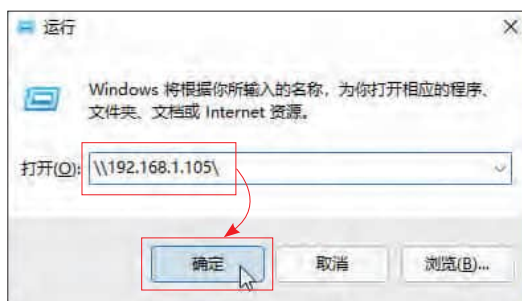 运行
Windows 将根据你所输入的名称，为你打开相应的程序、
文件夹、文档或 Internet 资源。
打开(O): \\192.168.1.105\
确定 取消 浏览(B)...